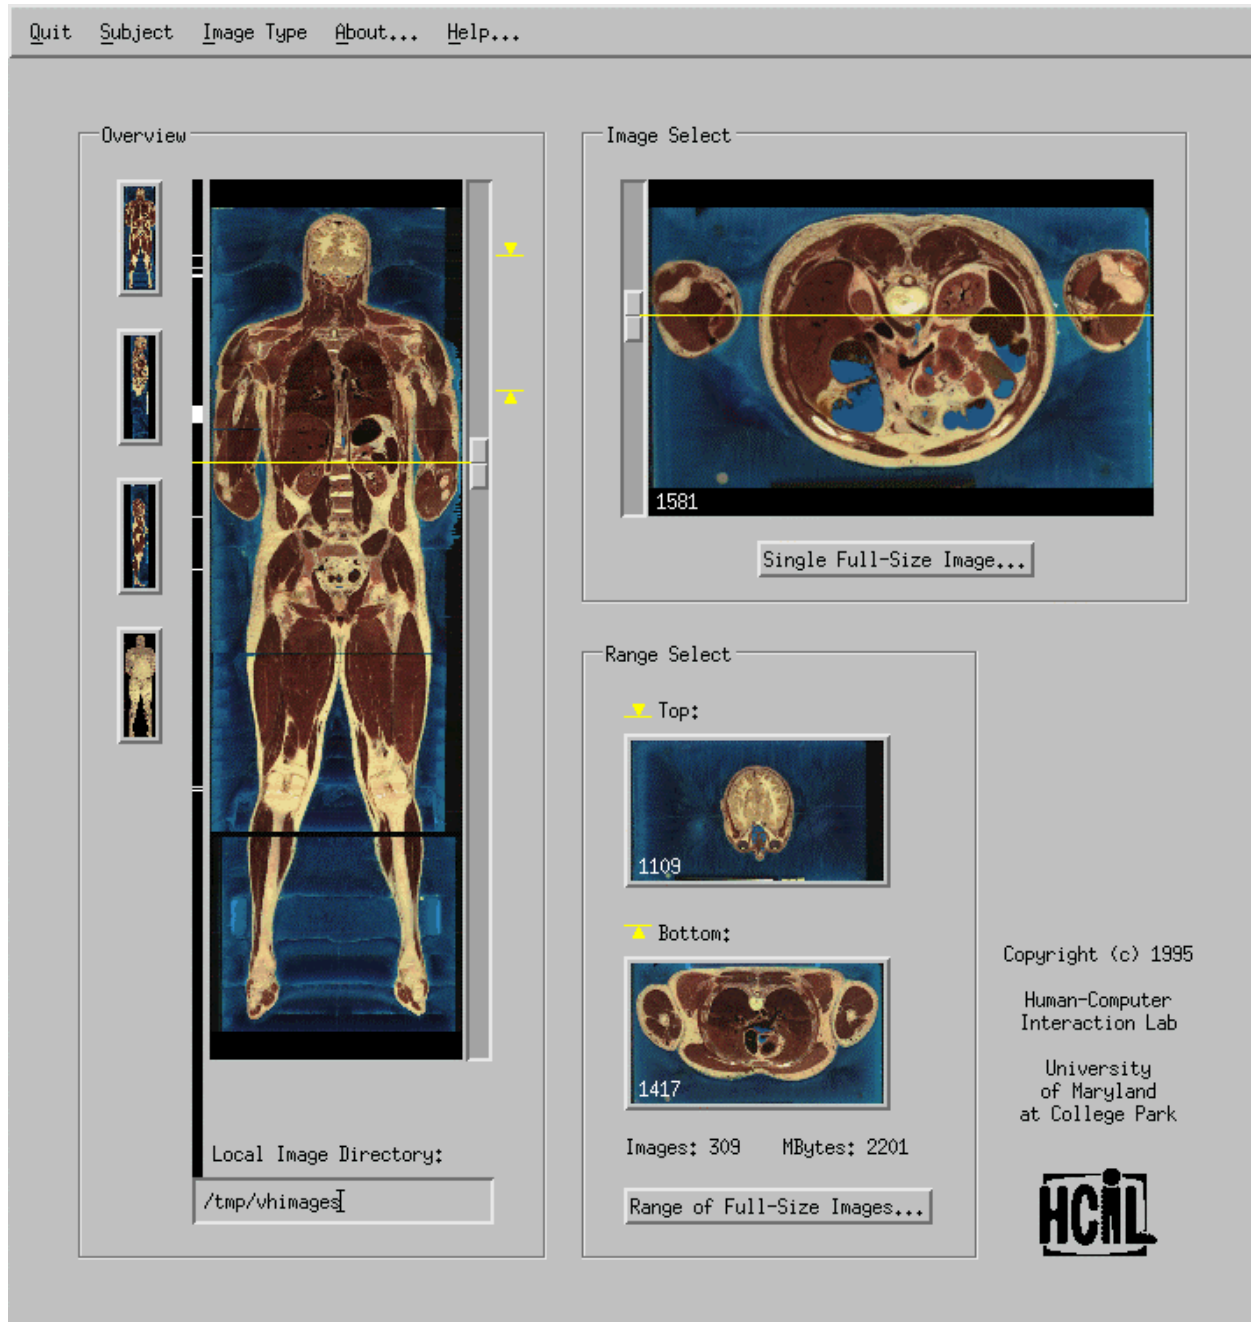 Quit Subject Image Type About... Help...
Overview
Image Select
1581
Single Full-Size Image...
Range Select
Top:
1109
Bottom:
1417
Images: 309 MBytes: 2201
Range of Full-Size Images...
Local Image Directory:
/tmp/vhimages
Copyright (c) 1995
Human-Computer
Interaction Lab
University
of Maryland
at College Park
HCIL